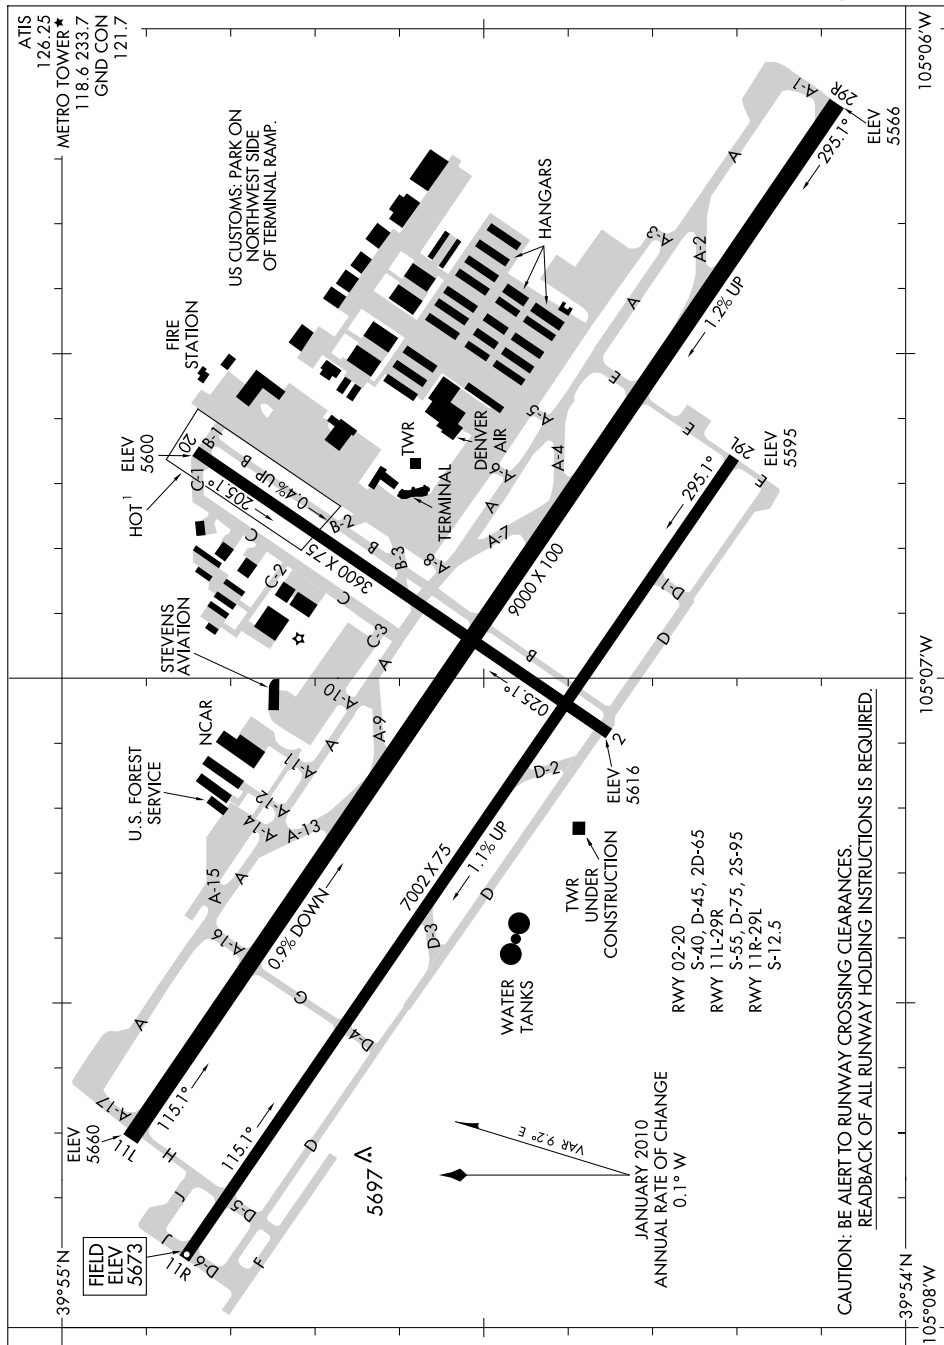 ATIS
126.25
METRO TOWER★
118.6 233.7
GND CON
121.7
105°06'W
US CUSTOMS: PARK ON
NORTHWEST SIDE
OF TERMINAL RAMP.
FIRE
STATION
HANGARS
A-1
29R
ELEV
5566
295.1°
A
A-3
A-2
A
1.2% UP
ELEV
5600
20
B-1
C-1
HOT¹
B
0.4% UP
205.1°
B-2
TWR
DENVER
AIR
A-5
A-4
A-6
TERMINAL
E
E
E
29L
ELEV
5595
295.1°
C
C-2
C
B
B-3
3600 X 75
A-8
A
A-7
9000 X 100
D-1
D
STEVENS
AVIATION
C-3
A
A-10
B
025.1°
105°07'W
U.S. FOREST
SERVICE
NCAR
A-9
A
A-11
A-12
A-14
A-13
2
ELEV
5616
D-2
TWR
UNDER
CONSTRUCTION
A-15
A
A-16
0.9% DOWN
7002 X 75
1.1% UP
D
D-3
WATER
TANKS
RWY 02-20
S-40, D-45, 2D-65
RWY 11L-29R
S-55, D-75, 2S-95
RWY 11R-29L
S-12.5
A
G
D-4
A-17
115.1°
ELEV
5660
11L
H
J
J
115.1°
D
D-5
D-6
F
11R
FIELD
ELEV
5673
5697
VAR 9.2° E
JANUARY 2010
ANNUAL RATE OF CHANGE
0.1° W
CAUTION: BE ALERT TO RUNWAY CROSSING CLEARANCES.
READBACK OF ALL RUNWAY HOLDING INSTRUCTIONS IS REQUIRED.
39°55'N
39°54'N
105°08'W